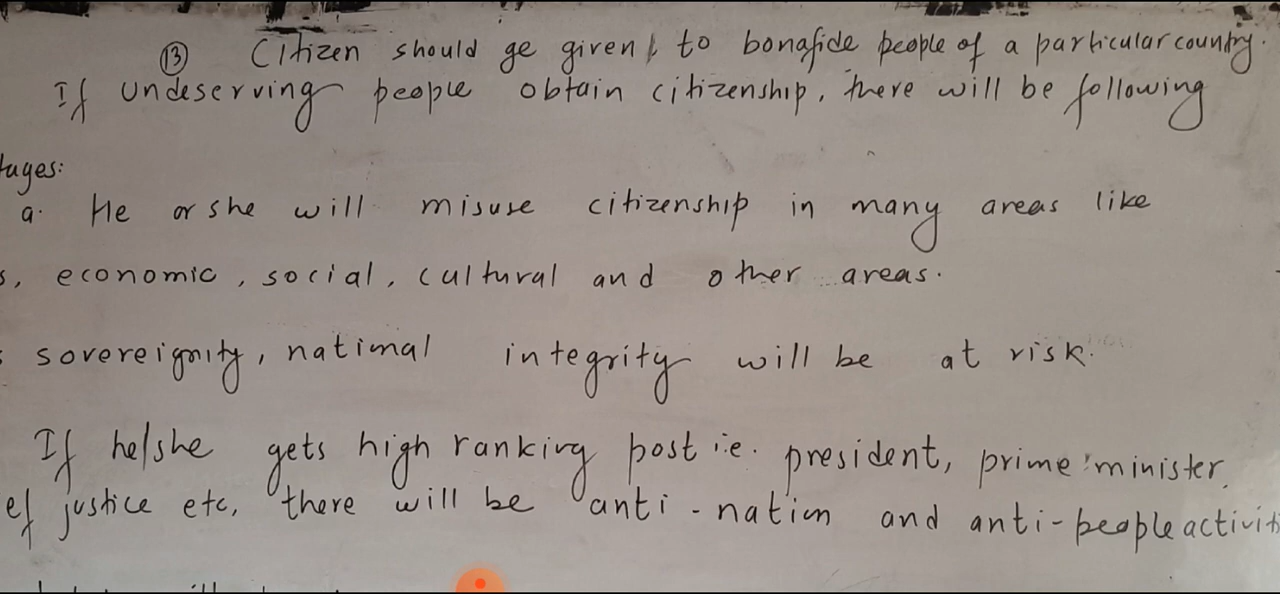 (13) Citizen should ge given to bonafide people of a particular country.
If undeserving people obtain citizenship, there will be following
tages:
a. He or she will misuse citizenship in many areas like
s, economic, social, cultural and other areas.
sovereignity, national integrity will be at risk.
If he/she gets high ranking post i.e. president, prime minister,
ef justice etc, there will be anti-nation and anti-people activiti